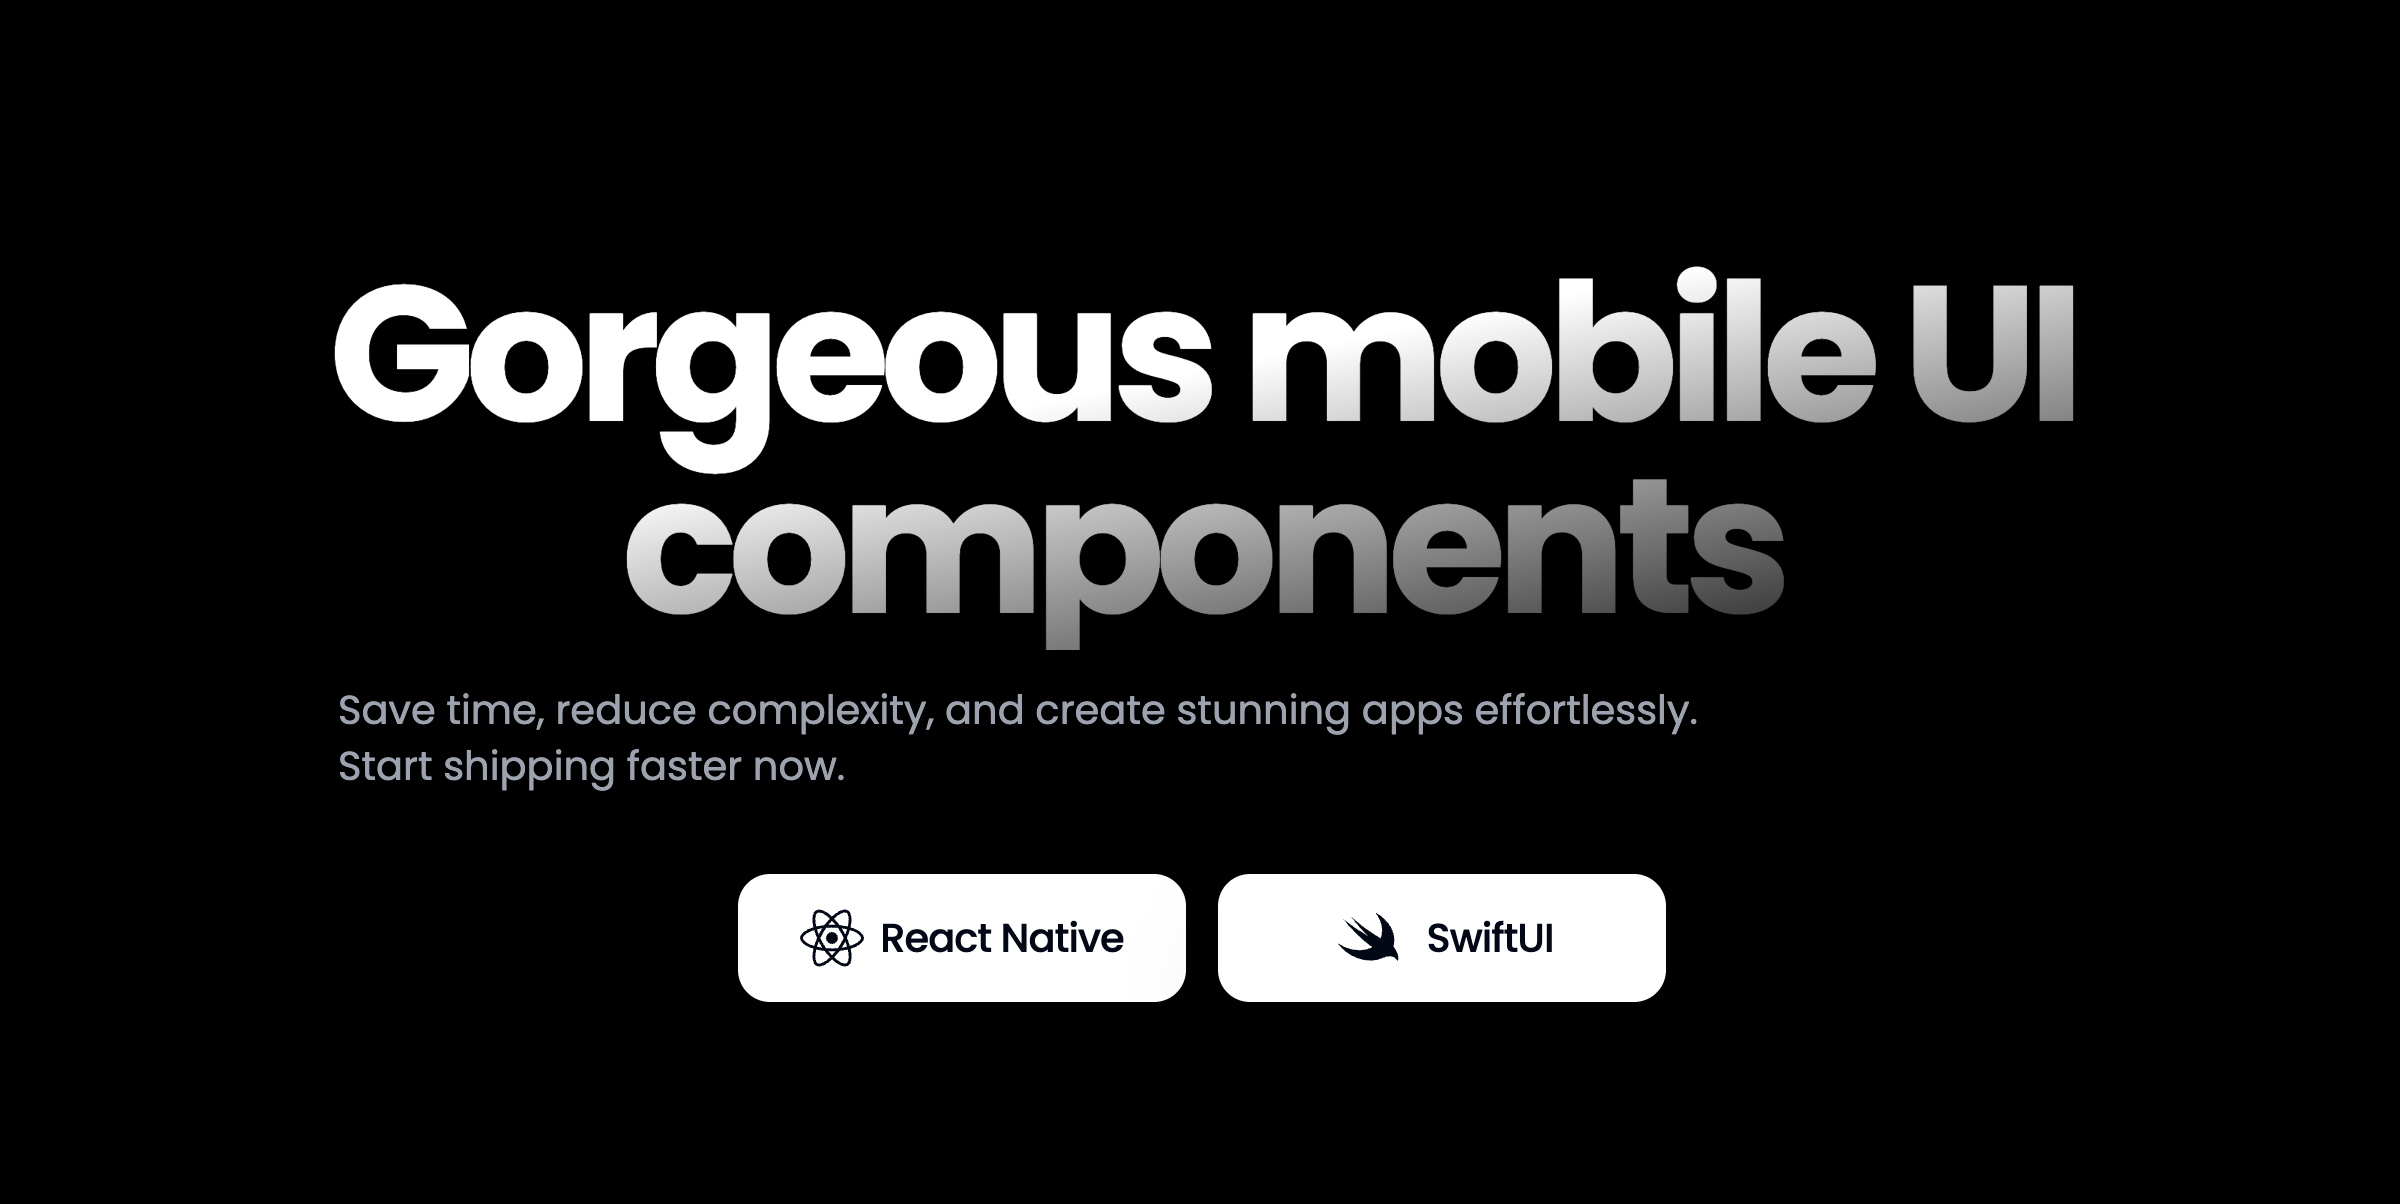 Gorgeous mobile UI
components
Save time, reduce complexity, and create stunning apps effortlessly.
Start shipping faster now.
React Native
SwiftUI